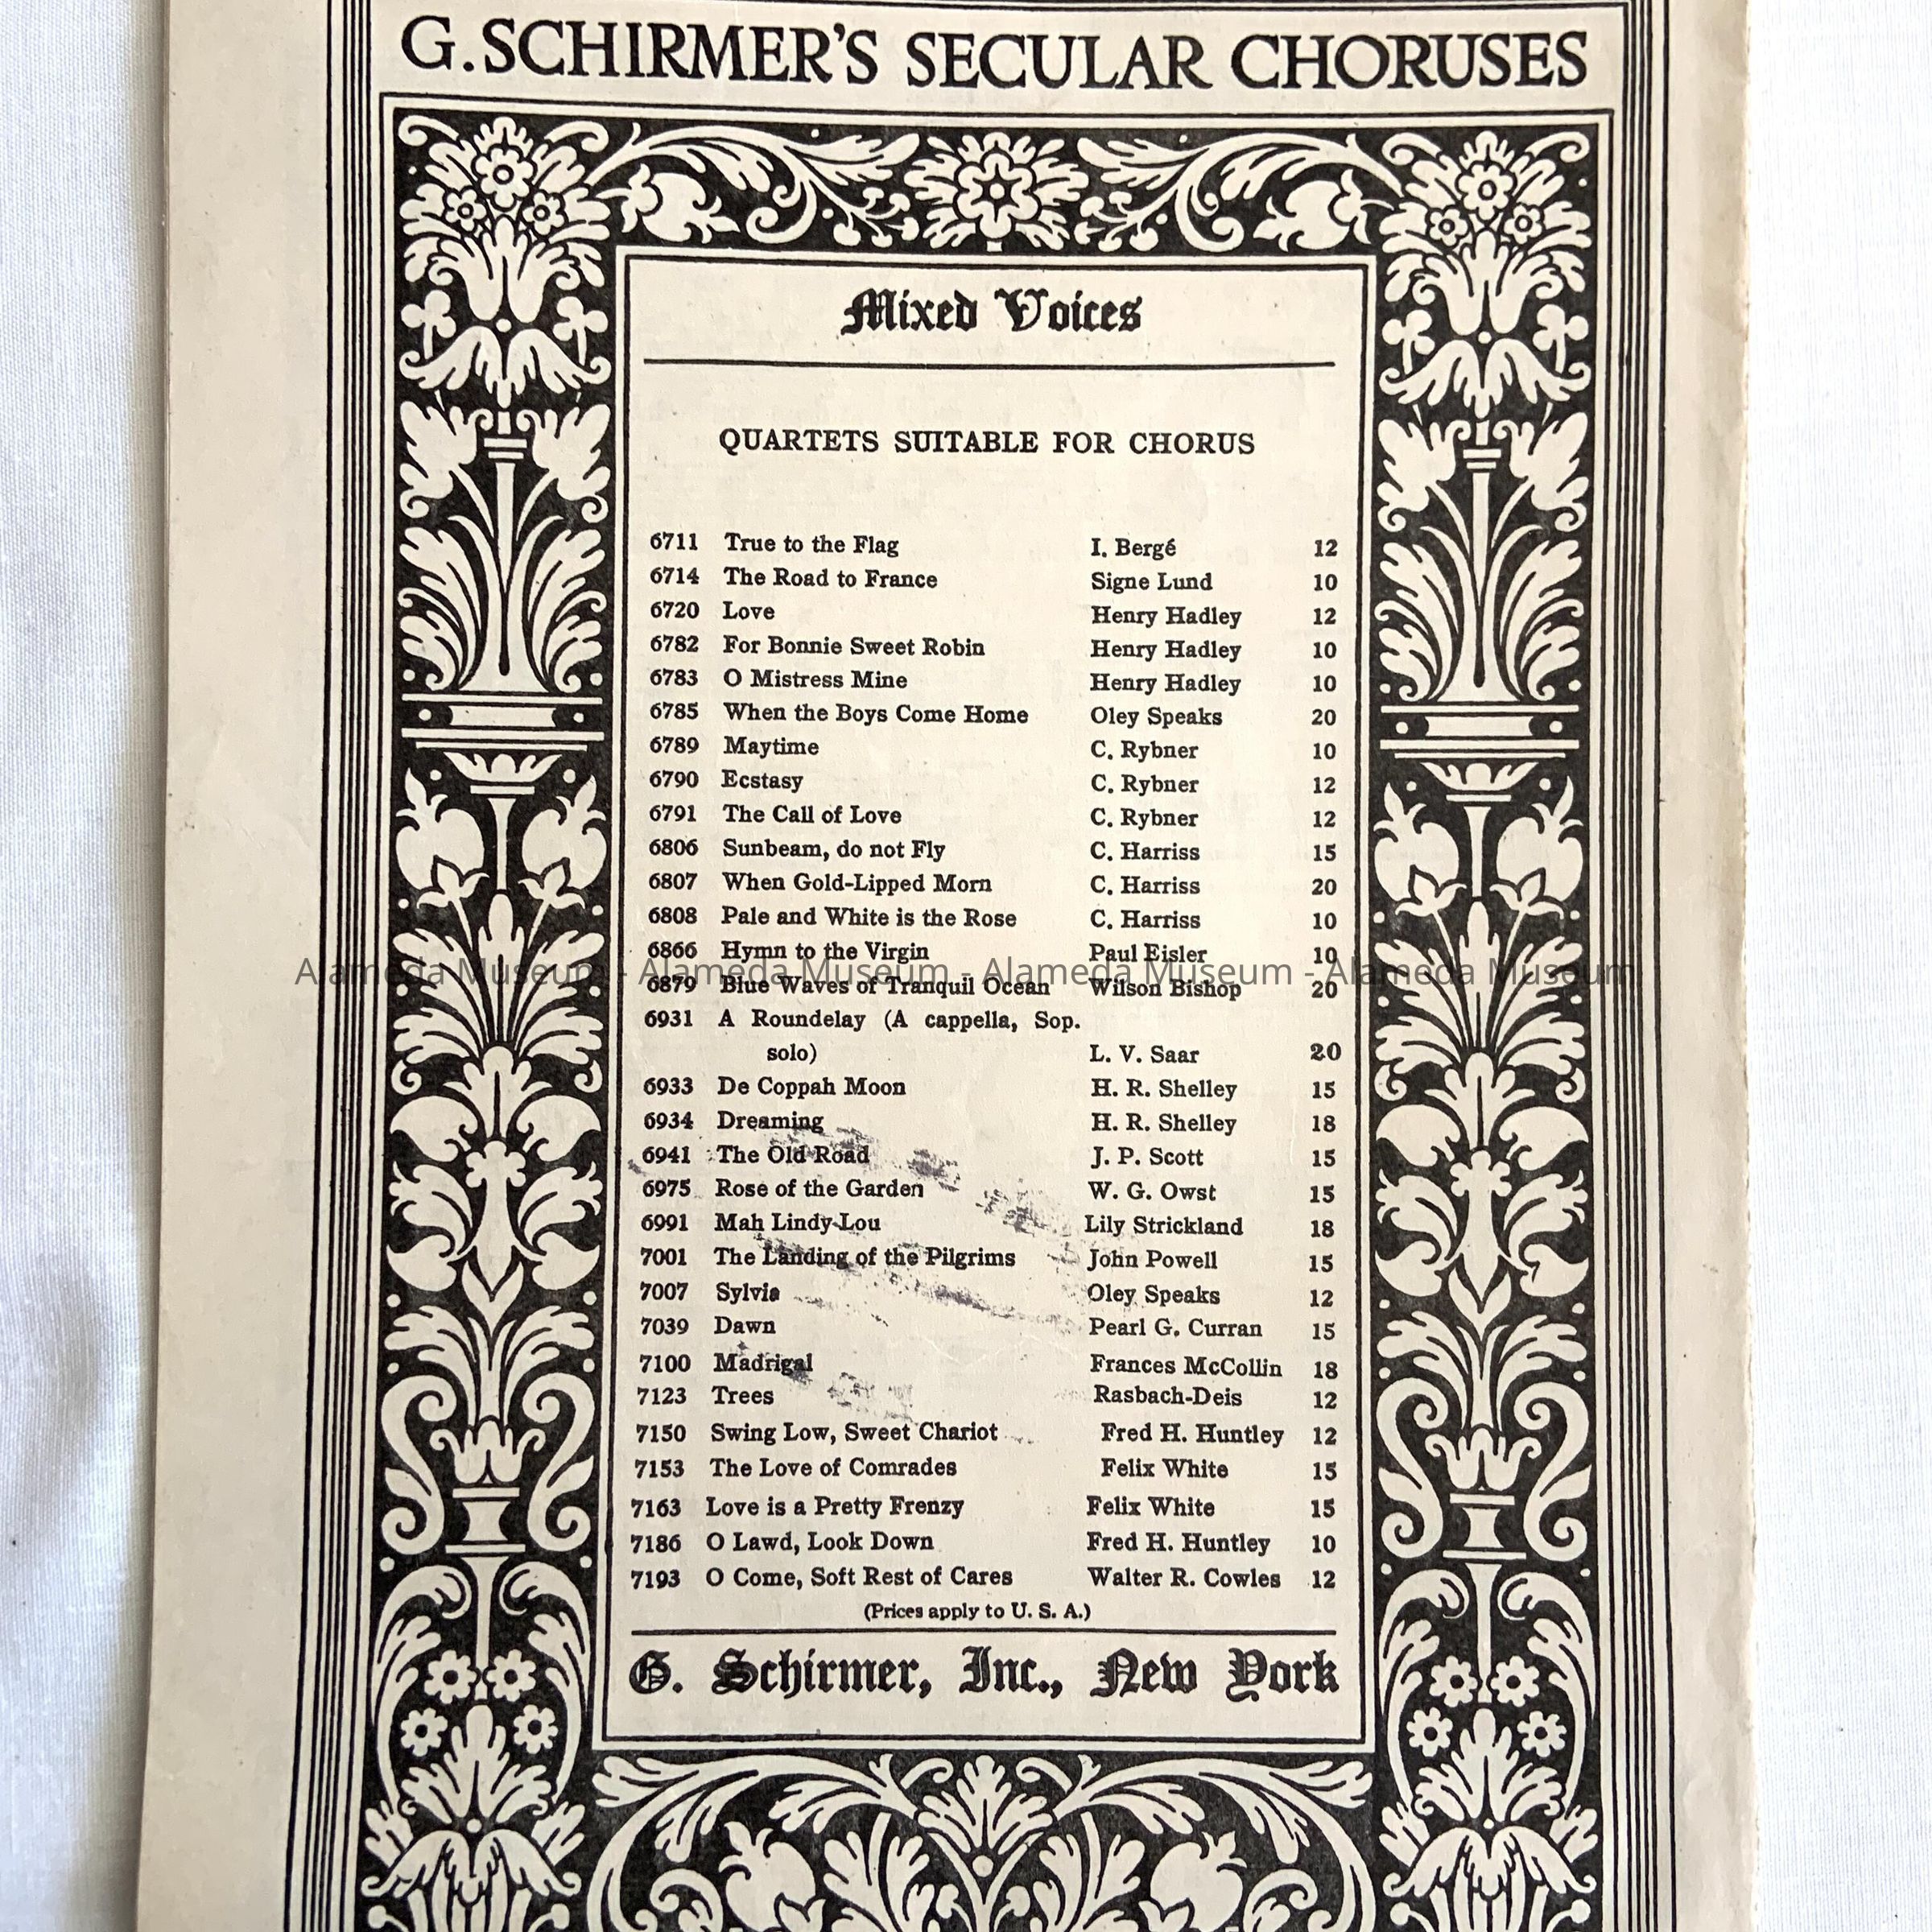 G. SCHIRMER'S SECULAR CHORUSES
Mixed Voices
QUARTETS SUITABLE FOR CHORUS
6711 True to the Flag I. Bergé 12
6714 The Road to France Signe Lund 10
6720 Love Henry Hadley 12
6782 For Bonnie Sweet Robin Henry Hadley 10
6783 O Mistress Mine Henry Hadley 10
6785 When the Boys Come Home Oley Speaks 20
6789 Maytime C. Rybner 10
6790 Ecstasy C. Rybner 12
6791 The Call of Love C. Rybner 12
6806 Sunbeam, do not Fly C. Harriss 15
6807 When Gold-Lipped Morn C. Harriss 20
6808 Pale and White is the Rose C. Harriss 10
6866 Hymn to the Virgin Paul Eisler 10
Alameda Museum - Alameda Museum - Alameda Museum - Alameda Museum
6879 Blue Waves of Tranquil Ocean Wilson Bishop 20
6931 A Roundelay (A cappella, Sop.
solo) L. V. Saar 20
6933 De Coppah Moon H. R. Shelley 15
6934 Dreaming H. R. Shelley 18
6941 The Old Road J. P. Scott 15
6975 Rose of the Garden W. G. Owst 15
6991 Mah Lindy Lou Lily Strickland 18
7001 The Landing of the Pilgrims John Powell 15
7007 Sylvia Oley Speaks 12
7039 Dawn Pearl G. Curran 15
7100 Madrigal Frances McCollin 18
7123 Trees Rasbach-Deis 12
7150 Swing Low, Sweet Chariot Fred H. Huntley 12
7153 The Love of Comrades Felix White 15
7163 Love is a Pretty Frenzy Felix White 15
7186 O Lawd, Look Down Fred H. Huntley 10
7193 O Come, Soft Rest of Cares Walter R. Cowles 12
(Prices apply to U. S. A.)
G. Schirmer, Inc., New York